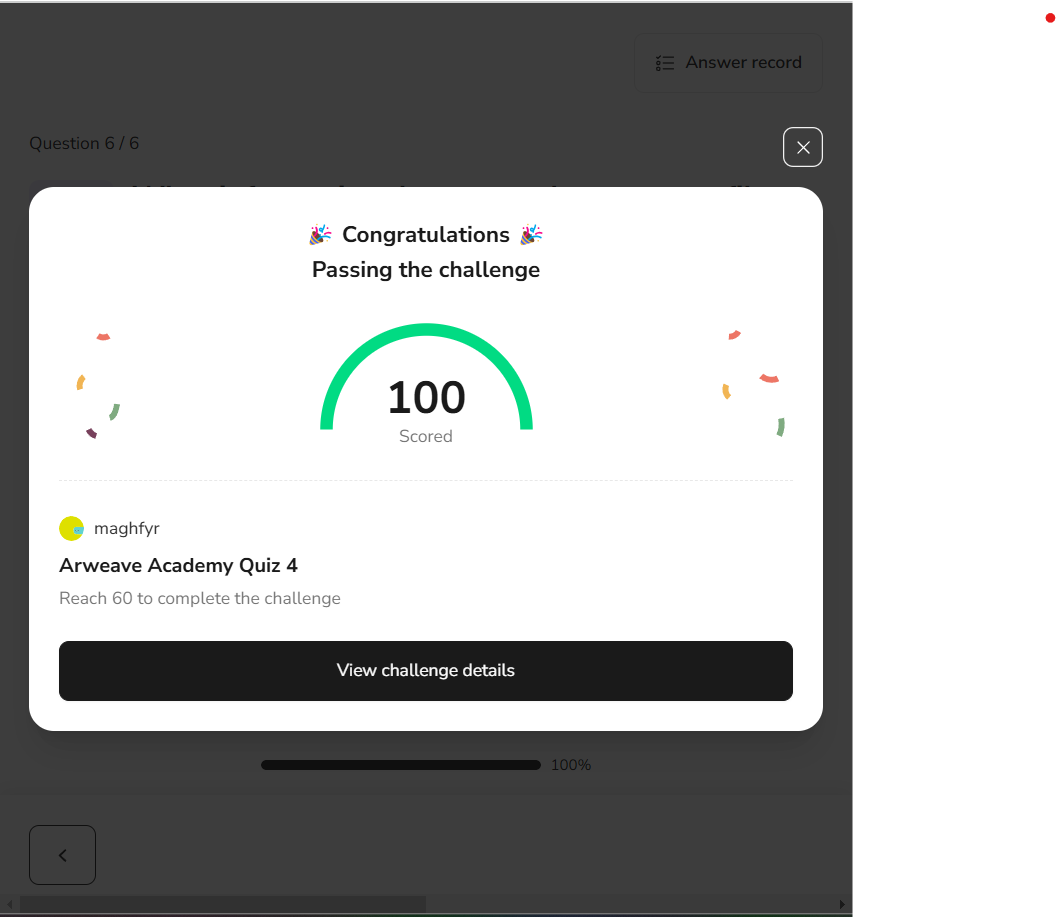 Answer record
Question 6 / 6
Congratulations
Passing the challenge
100
Scored
maghfyr
Arweave Academy Quiz 4
Reach 60 to complete the challenge
View challenge details
100%